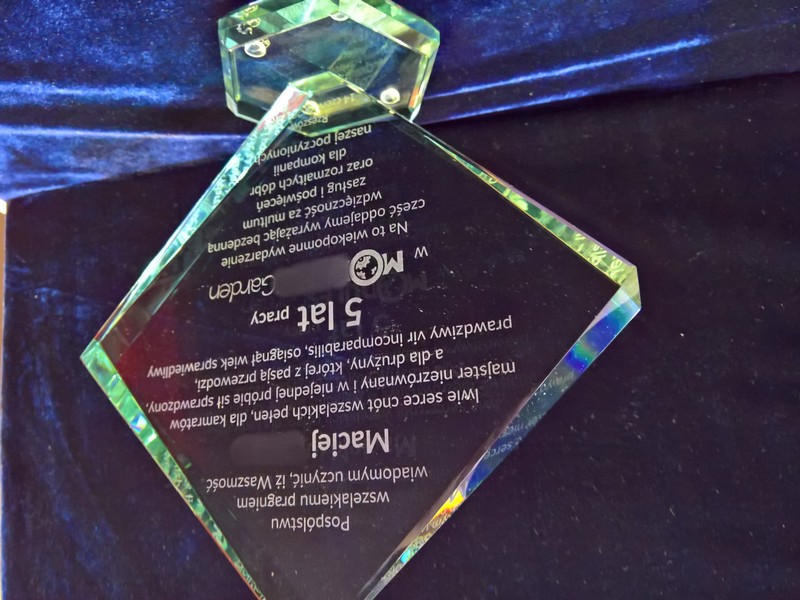 Pospólstwu
wszelakiemu pragniem
wiadomym uczynić, iż Waszmość
Maciej
lwie serce cnót wszelakich pełen, dla kamratów
majster niezrównany i w niejednej próbie sił sprawdzony,
a dla drużyny, której z pasją przewodzi,
prawdziwy vir incomparabilis, osiągnął wiek sprawiedliwy
5 lat pracy
w
MO Garden
Na to wiekopomne wydarzenie
cześć oddajemy wyrażając bezdenną
wdzięczność za multum
zasług i poświęceń
oraz rozmaitych dóbr
dla kompanii
naszej poczynionych
Rzeszów